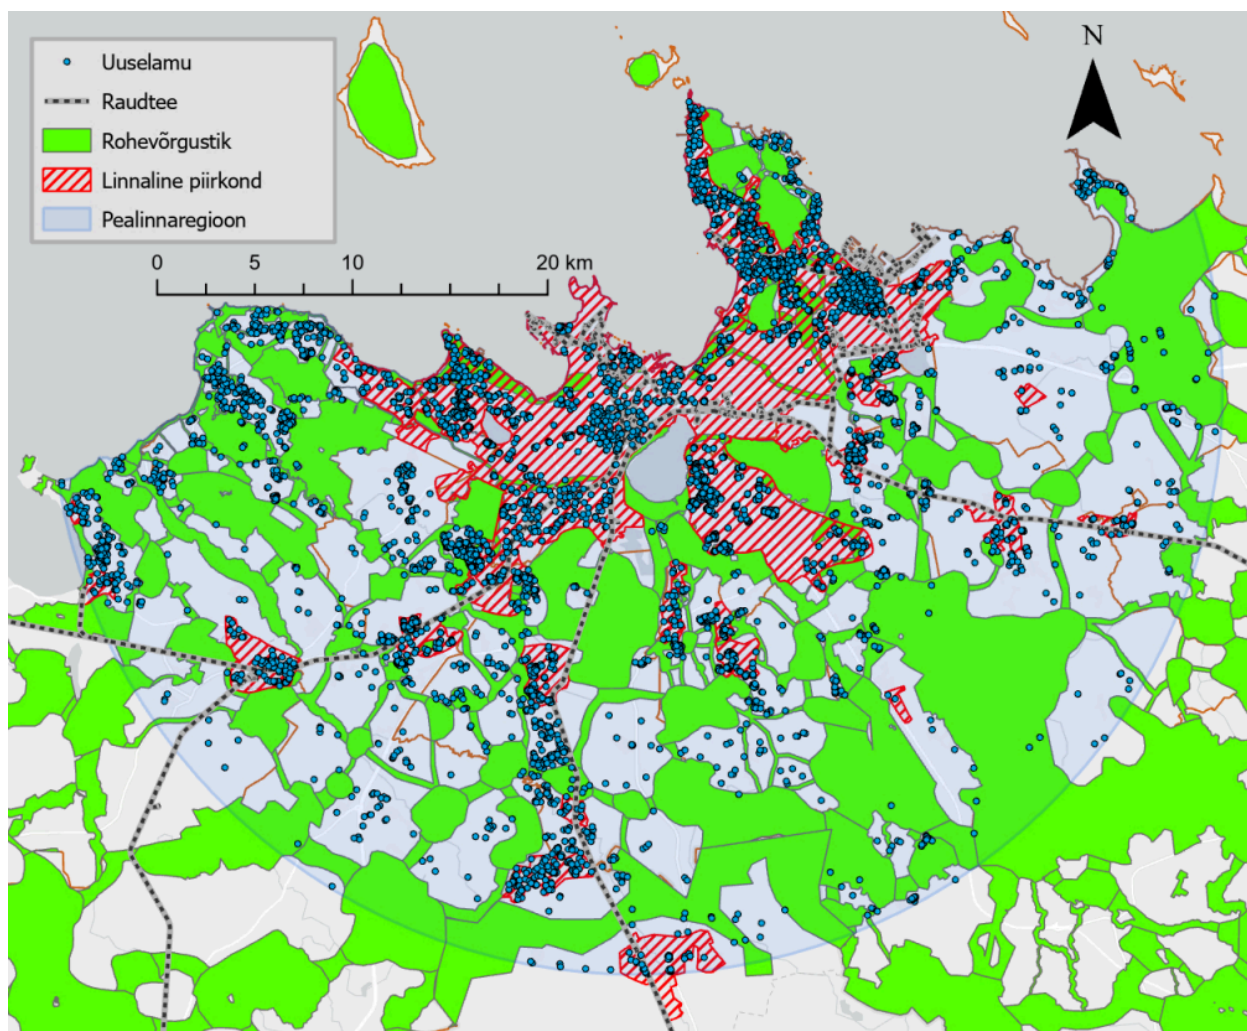 N
Uuselamu
Raudtee
Rohevõrgustik
Linnaline piirkond
Pealinnaregioon
0 5 10 20 km